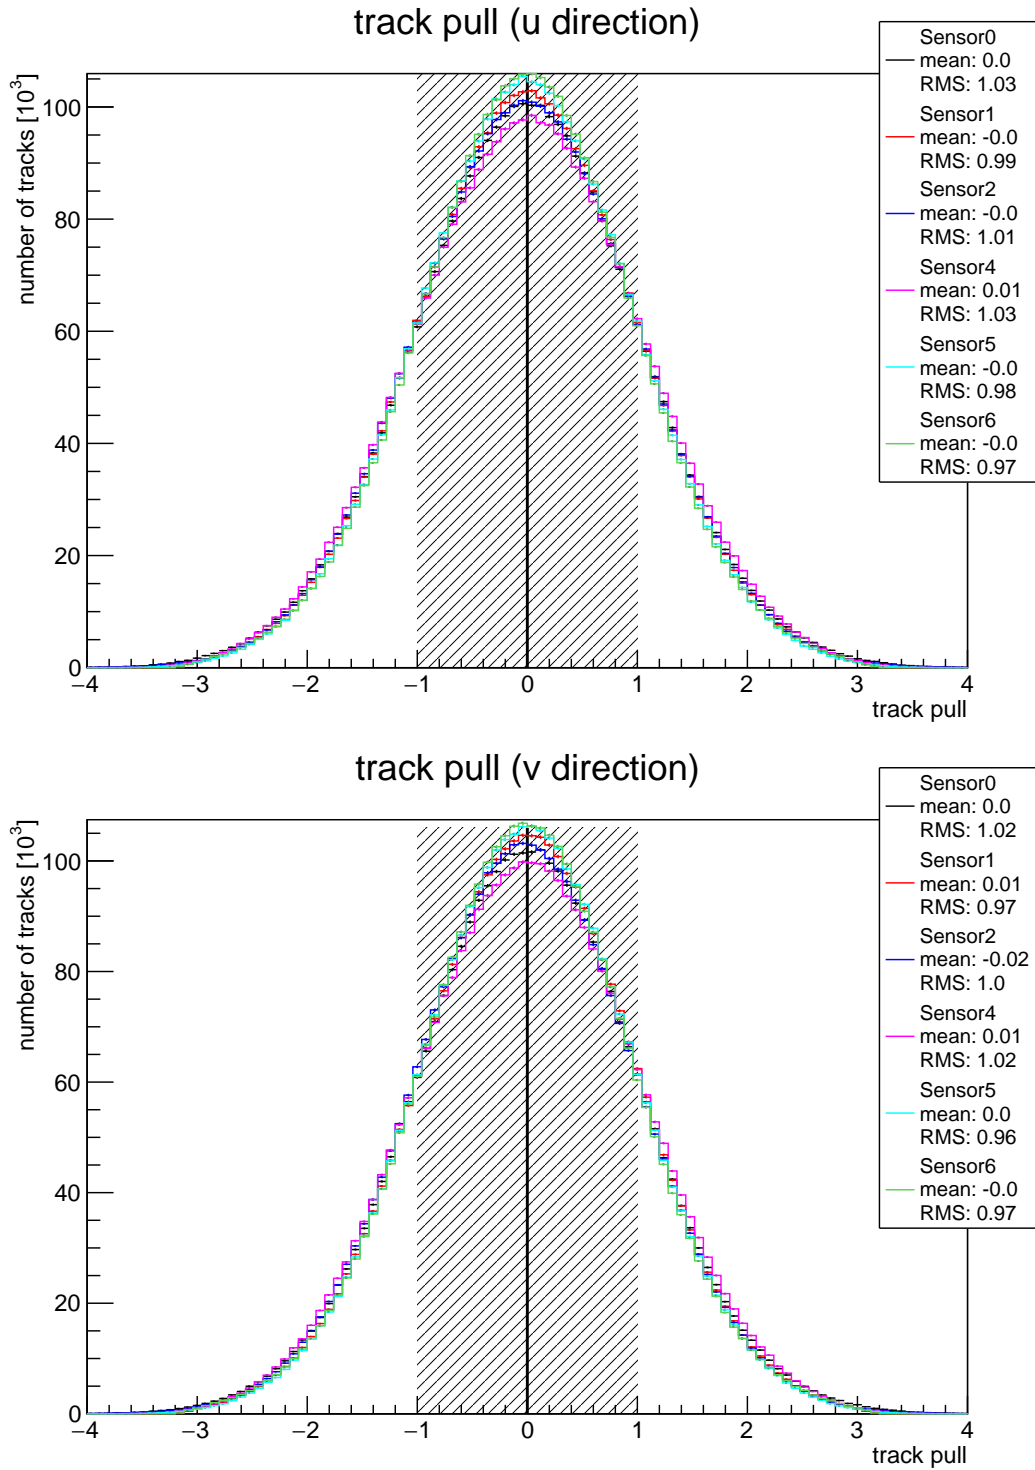 track pull (u direction)
Sensor0
mean: 0.0
RMS: 1.03
Sensor1
mean: -0.0
RMS: 0.99
Sensor2
mean: -0.0
RMS: 1.01
Sensor4
mean: 0.01
RMS: 1.03
Sensor5
mean: -0.0
RMS: 0.98
Sensor6
mean: -0.0
RMS: 0.97
number of tracks [10³]
100
80
60
40
20
0
−4 −3 −2 −1 0 1 2 3 4
track pull
track pull (v direction)
Sensor0
mean: 0.0
RMS: 1.02
Sensor1
mean: 0.01
RMS: 0.97
Sensor2
mean: -0.02
RMS: 1.0
Sensor4
mean: 0.01
RMS: 1.02
Sensor5
mean: 0.0
RMS: 0.96
Sensor6
mean: -0.0
RMS: 0.97
number of tracks [10³]
100
80
60
40
20
0
−4 −3 −2 −1 0 1 2 3 4
track pull